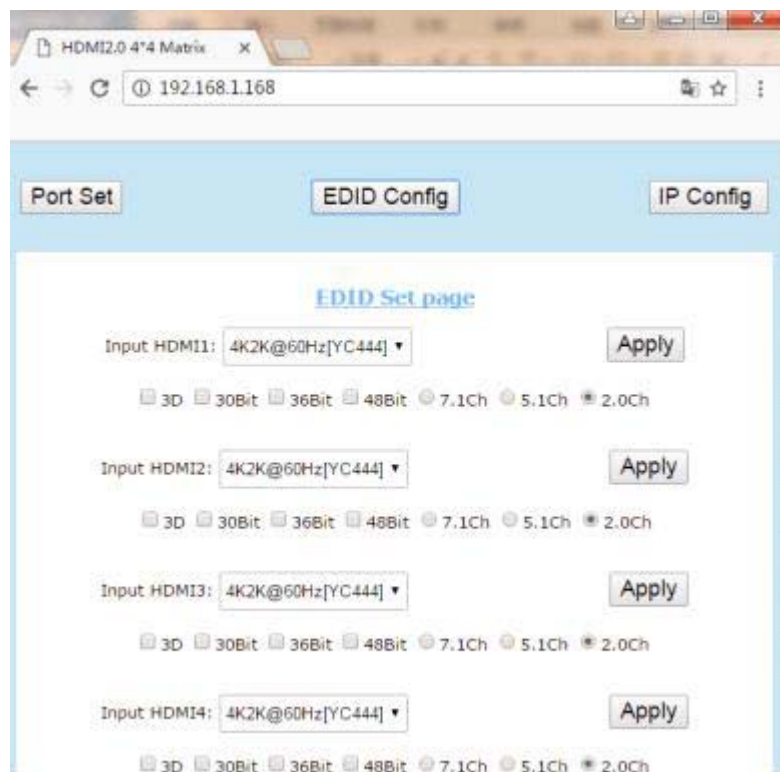 HDMI2.0 4*4 Matrix
192.168.1.168
Port Set EDID Config IP Config
EDID Set page
Input HDMI1: 4K2K@60Hz[YC444] Apply
3D 30Bit 36Bit 48Bit 7.1Ch 5.1Ch 2.0Ch
Input HDMI2: 4K2K@60Hz[YC444] Apply
3D 30Bit 36Bit 48Bit 7.1Ch 5.1Ch 2.0Ch
Input HDMI3: 4K2K@60Hz[YC444] Apply
3D 30Bit 36Bit 48Bit 7.1Ch 5.1Ch 2.0Ch
Input HDMI4: 4K2K@60Hz[YC444] Apply
3D 30Bit 36Bit 48Bit 7.1Ch 5.1Ch 2.0Ch